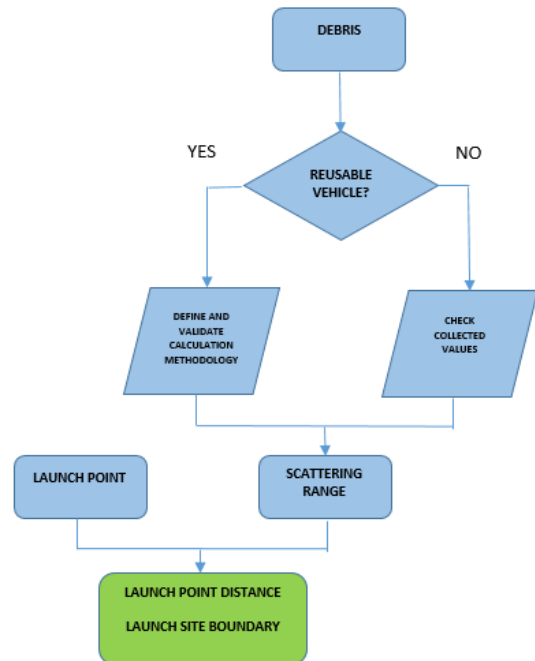 DEBRIS
YES
NO
REUSABLE
VEHICLE?
DEFINE AND
VALIDATE
CALCULATION
METHODOLOGY
CHECK
COLLECTED
VALUES
LAUNCH POINT
SCATTERING
RANGE
LAUNCH POINT DISTANCE
LAUNCH SITE BOUNDARY